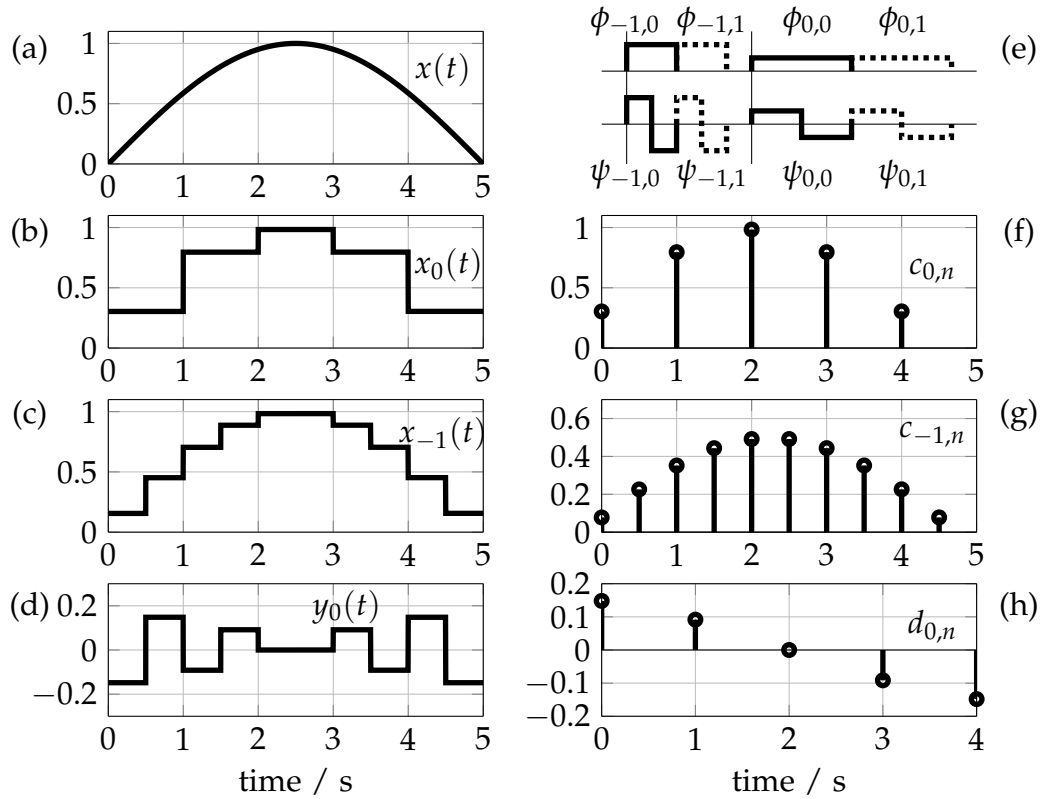 (a)
1
0.5
0
x(t)
0 1 2 3 4 5
(b)
1
0.5
0
x₀(t)
0 1 2 3 4 5
(c)
1
0.5
0
x₋₁(t)
0 1 2 3 4 5
(d)
0.2
0
−0.2
y₀(t)
0 1 2 3 4 5
time / s
ϕ₋₁,₀ ϕ₋₁,₁ ϕ₀,₀ ϕ₀,₁
(e)
ψ₋₁,₀ ψ₋₁,₁ ψ₀,₀ ψ₀,₁
(f)
1
0.5
0
c₀,ₙ
0 1 2 3 4 5
(g)
0.6
0.4
0.2
0
c₋₁,ₙ
0 1 2 3 4 5
(h)
0.2
0.1
0
−0.1
−0.2
d₀,ₙ
0 1 2 3 4
time / s